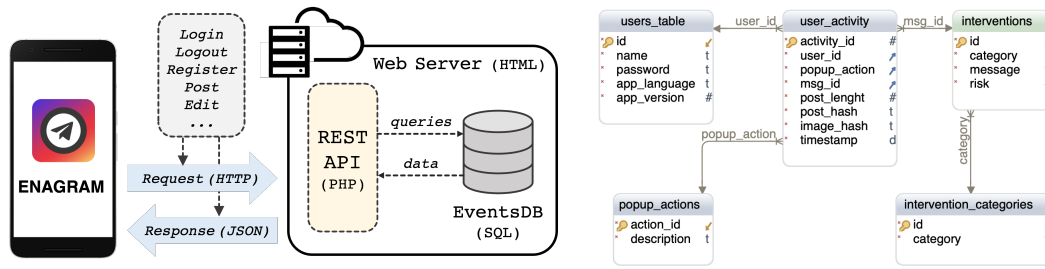 Login
Logout
Register
Post
Edit
...
ENAGRAM
Request (HTTP)
Response (JSON)
Web Server (HTML)
REST
API
(PHP)
queries
data
EventsDB
(SQL)
users_table
id
name t
password t
app_language t
app_version #
user_id
user_activity
activity_id #
user_id
popup_action
msg_id
post_lenght #
post_hash t
image_hash t
timestamp d
msg_id
interventions
id
category
message
risk
popup_action
category
popup_actions
action_id
description t
intervention_categories
id
category